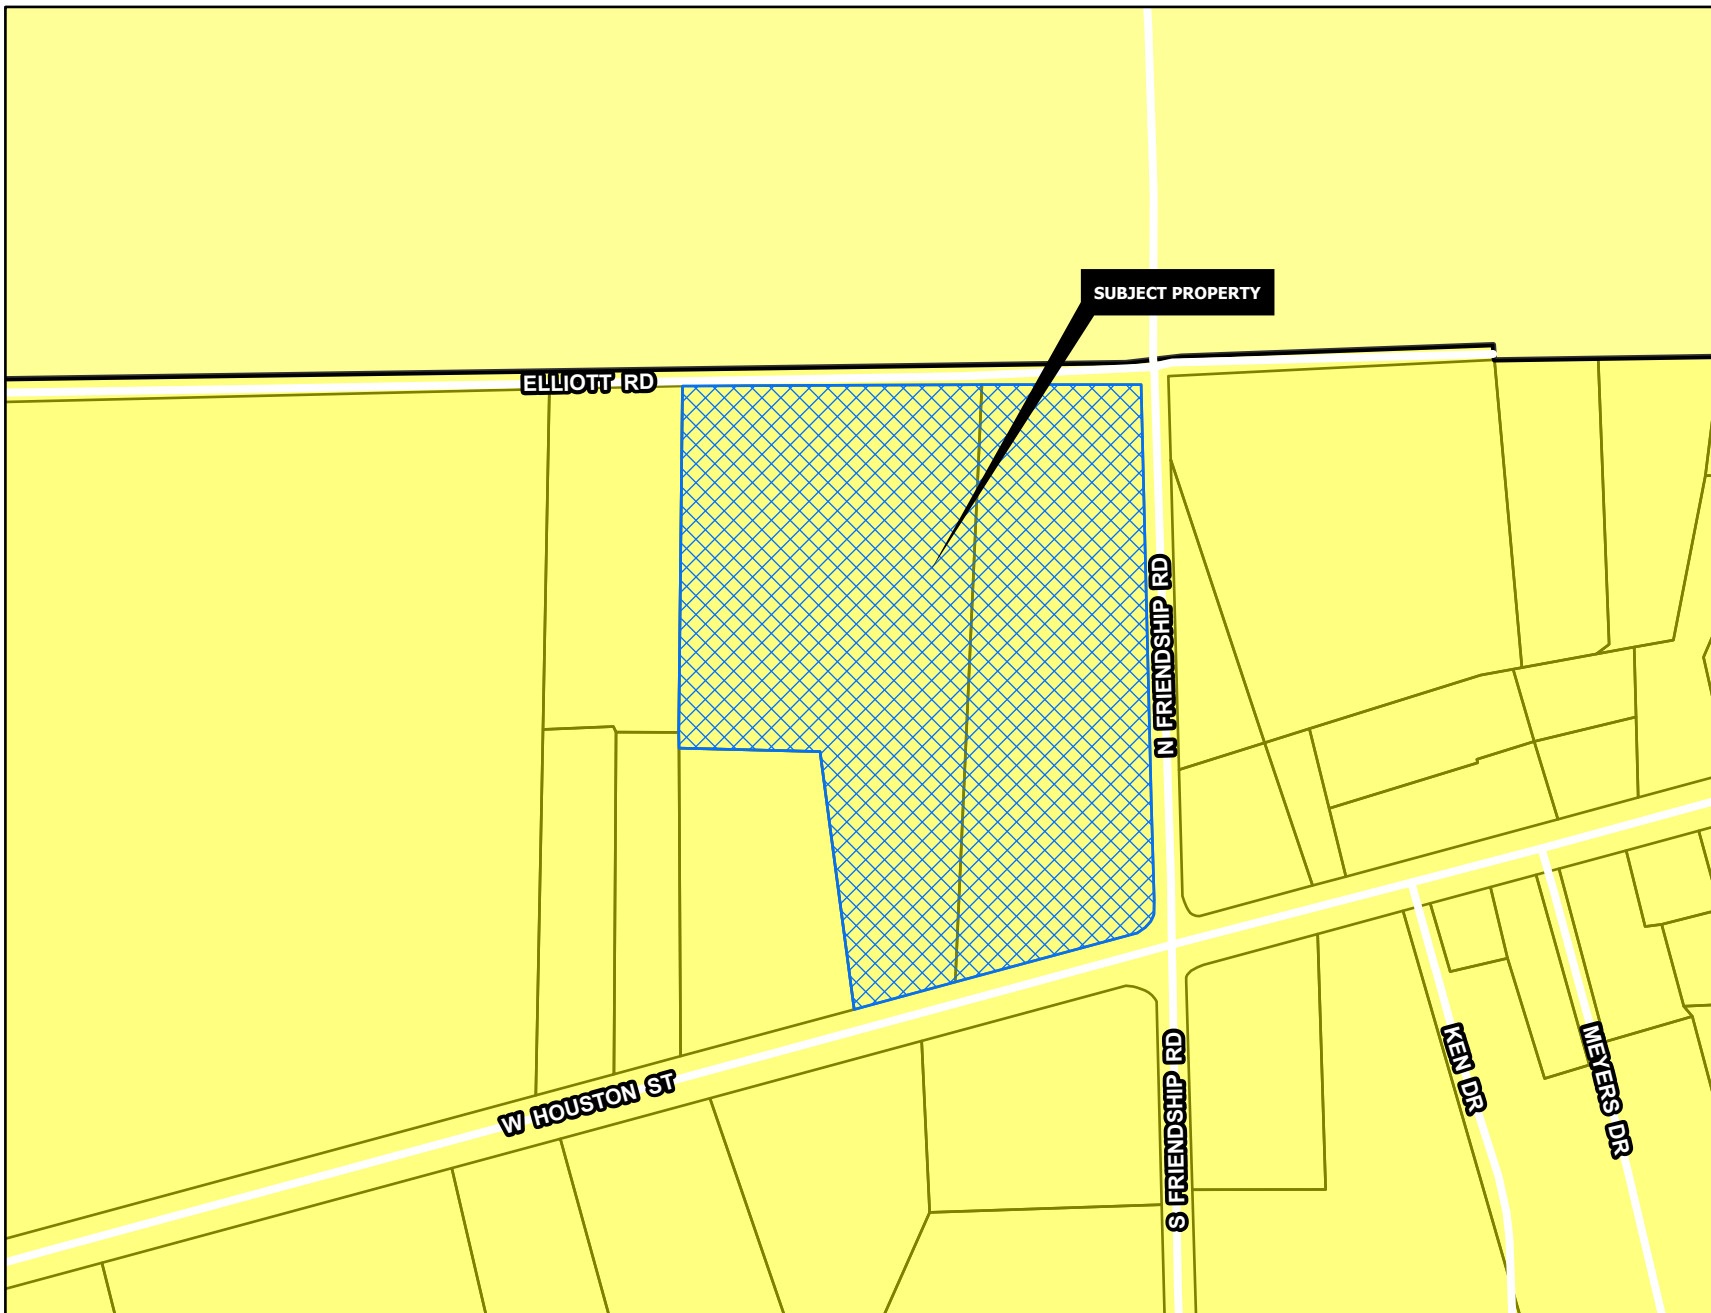 SUBJECT PROPERTY
ELLIOTT RD
N FRIENDSHIP RD
W HOUSTON ST
S FRIENDSHIP RD
KEN DR
MEYERS DR